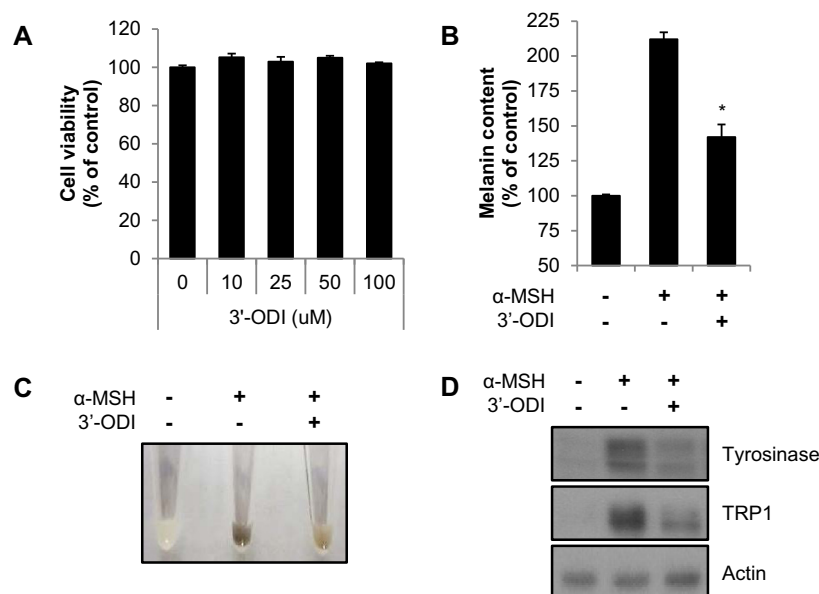 A
Cell viability
(% of control)
120
100
80
60
40
20
0
0 10 25 50 100
3'-ODI (uM)
B
Melanin content
(% of control)
225
200
175
150
125
100
75
50
*
α-MSH - + +
3’-ODI - - +
C
α-MSH - + +
3’-ODI - - +
D
α-MSH - + +
3’-ODI - - +
Tyrosinase
TRP1
Actin